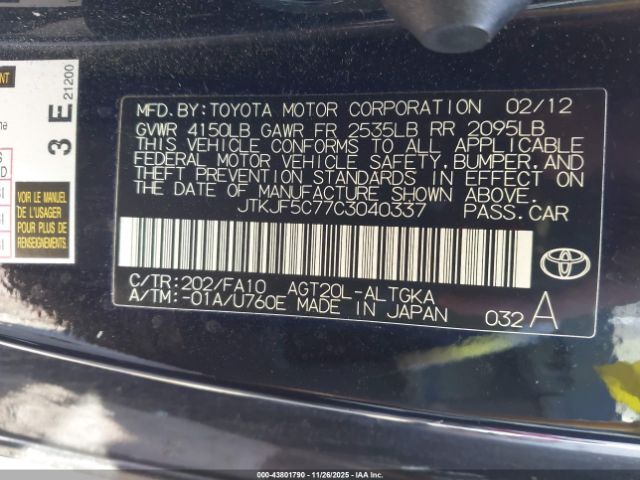 MFD.BY:TOYOTA MOTOR CORPORATION 02/12
GVWR 4150LB GAWR FR 2535LB RR 2095LB
THIS VEHICLE CONFORMS TO ALL APPLICABLE
FEDERAL MOTOR VEHICLE SAFETY,BUMPER,AND
THEFT PREVENTION STANDARDS IN EFFECT ON
THE DATE OF MANUFACTURE SHOWN ABOVE.
JTKJF5C77C3040337 PASS.CAR
C/TR:202/FA10 AGT20L-ALTGKA
A/TM:-01A/U760E MADE IN JAPAN 032 A
3 E 21200
VOIR LE MANUEL
DE L'USAGER
POUR PLUS DE
RENSEIGNEMENTS
000-43801790 - 11/26/2025 - IAAI.com